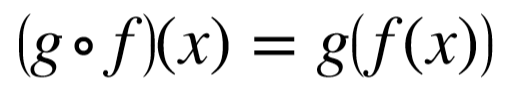 (g ∘ f)(x) = g(f(x))